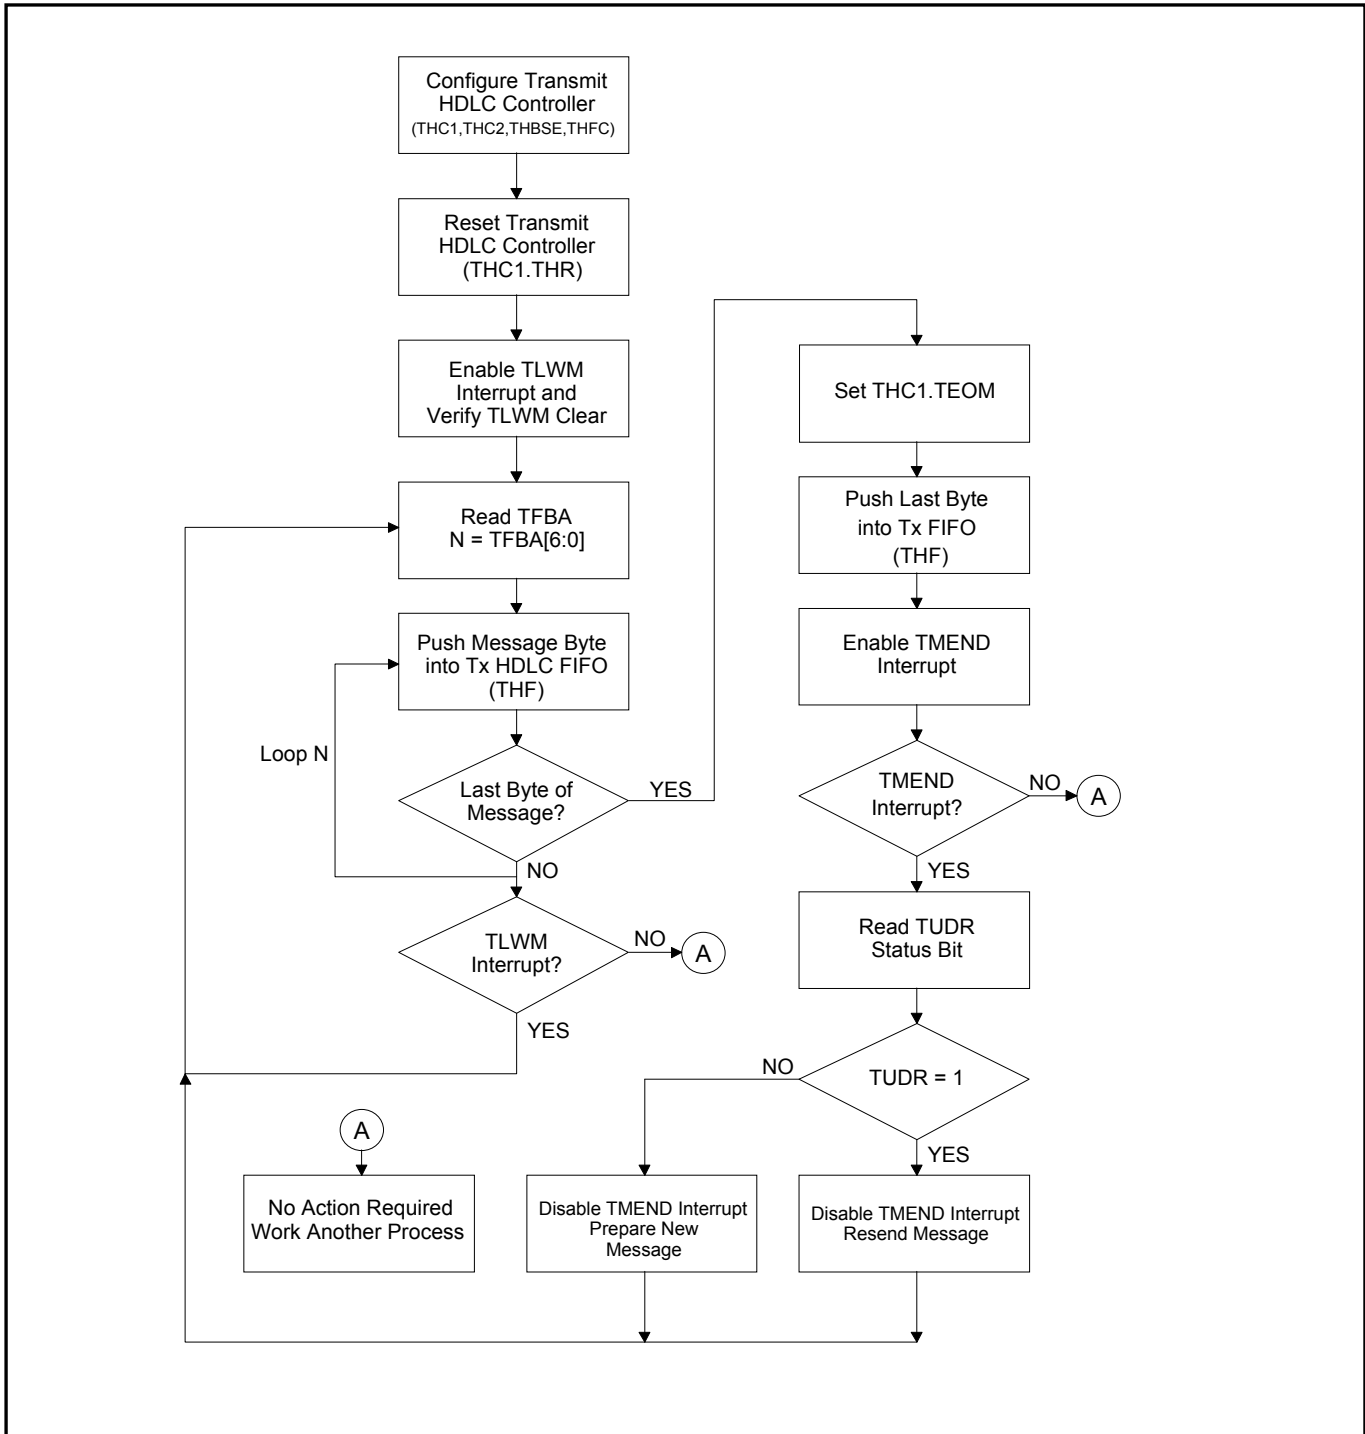 Configure Transmit
HDLC Controller
(THC1,THC2,THBSE,THFC)
Reset Transmit
HDLC Controller
(THC1.THR)
Enable TLWM
Interrupt and
Verify TLWM Clear
Read TFBA
N = TFBA[6:0]
Push Message Byte
into Tx HDLC FIFO
(THF)
Loop N
Last Byte of
Message?
YES
NO
TLWM
Interrupt?
NO
A
YES
A
No Action Required
Work Another Process
Set THC1.TEOM
Push Last Byte
into Tx FIFO
(THF)
Enable TMEND
Interrupt
TMEND
Interrupt?
NO
A
YES
Read TUDR
Status Bit
TUDR = 1
NO
YES
Disable TMEND Interrupt
Prepare New
Message
Disable TMEND Interrupt
Resend Message